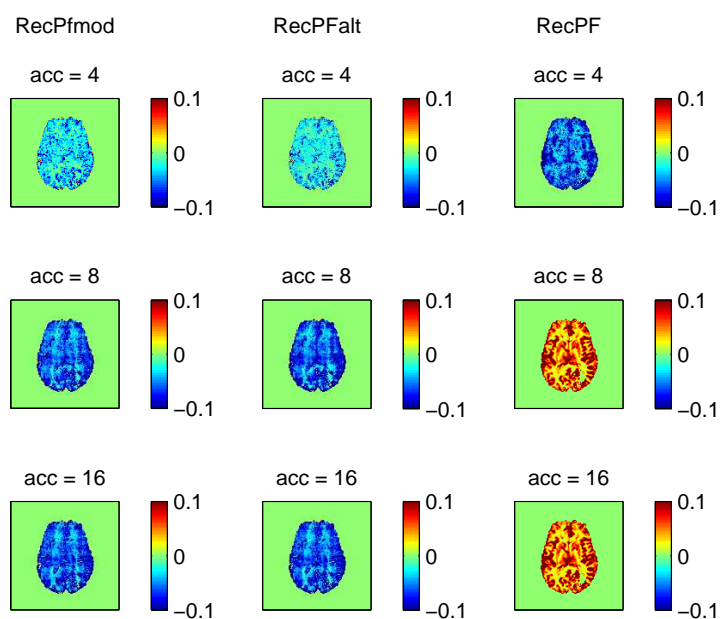 RecPfmod RecPFalt RecPF
acc = 4 acc = 4 acc = 4
0.1 0.1 0.1
0 0 0
−0.1 −0.1 −0.1
acc = 8 acc = 8 acc = 8
0.1 0.1 0.1
0 0 0
−0.1 −0.1 −0.1
acc = 16 acc = 16 acc = 16
0.1 0.1 0.1
0 0 0
−0.1 −0.1 −0.1